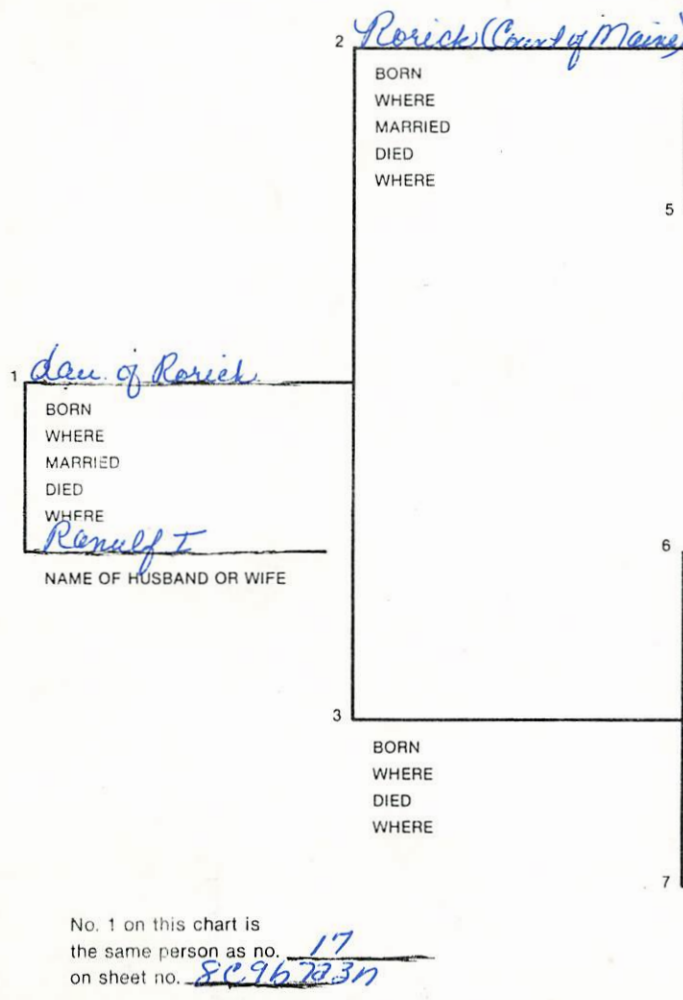 2 Rorick (Count of Maine)
BORN
WHERE
MARRIED
DIED
WHERE
5
1 dau. of Rorick
BORN
WHERE
MARRIED
DIED
WHERE
Ranulf I
NAME OF HUSBAND OR WIFE
6
3
BORN
WHERE
DIED
WHERE
7
No. 1 on this chart is
the same person as no. 17
on sheet no.